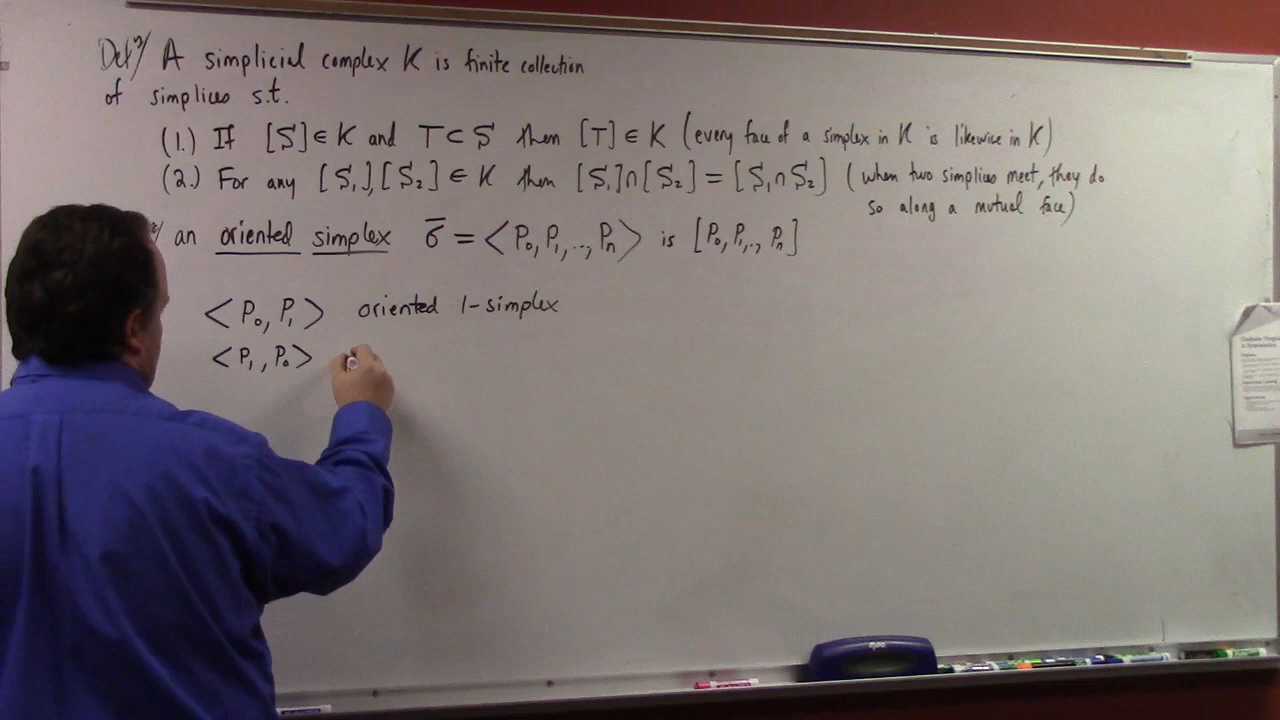 Defⁿ/ A simplicial complex K is finite collection
of simplices s.t.
(1.) If [S] ∈ K and T ⊂ S then [T] ∈ K (every face of a simplex in K is likewise in K)
(2.) For any [S₁],[S₂] ∈ K then [S₁]∩[S₂] = [S₁∩S₂] (when two simplices meet, they do
so along a mutual face)
an oriented simplex σ̄ = <P₀, P₁, ..., Pₙ> is [P₀, P₁, .., Pₙ]
<P₀, P₁> oriented 1-simplex
<P₁, P₀>